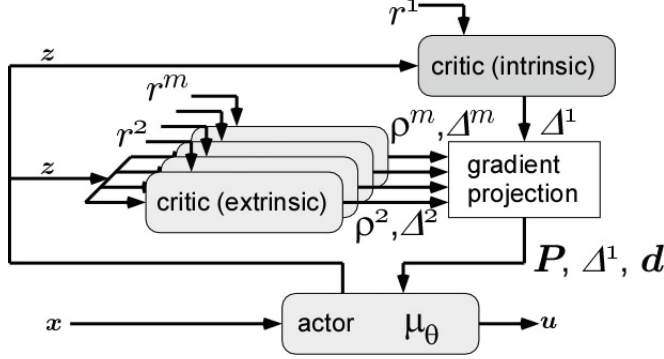 r¹
z
critic (intrinsic)
rᵐ
ρᵐ,Δᵐ
Δ¹
r²
z
gradient
projection
critic (extrinsic)
ρ²,Δ²
P, Δ¹, d
x
actor
μθ
u